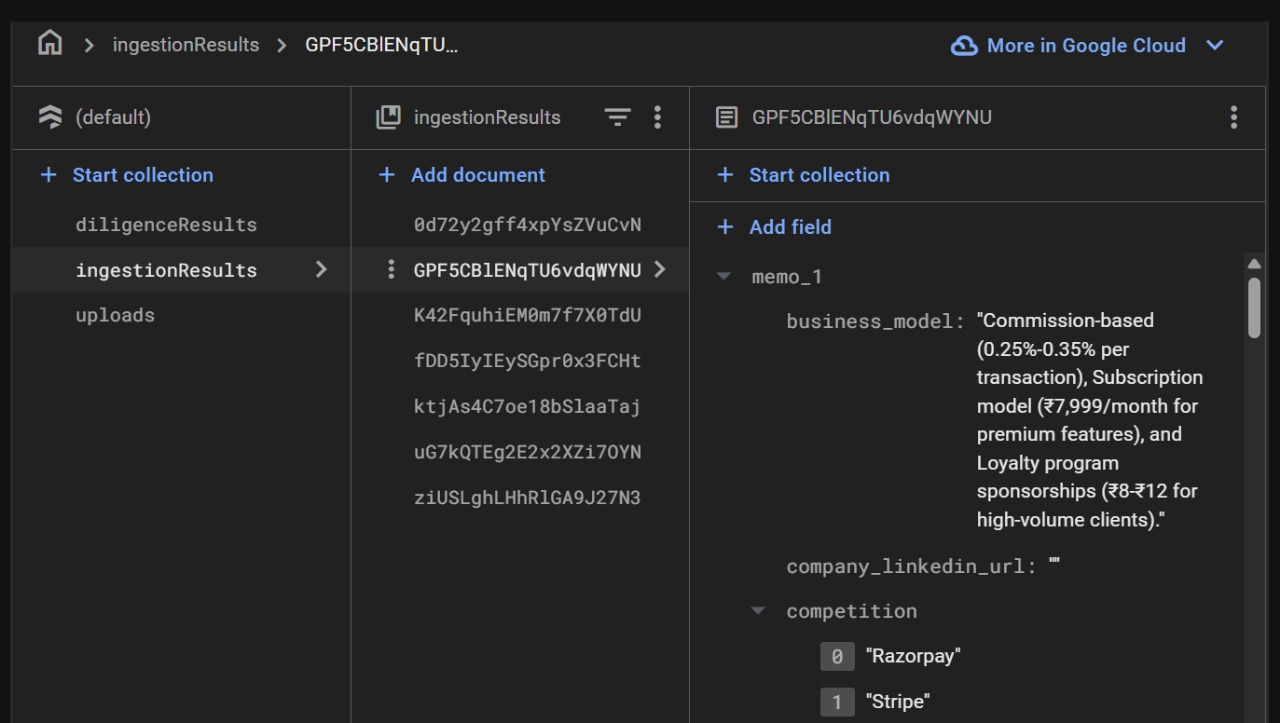 ingestionResults > GPF5CBlENqTU...
More in Google Cloud
(default)
ingestionResults
GPF5CBlENqTU6vdqWYNU
+ Start collection
+ Add document
+ Start collection
diligenceResults
ingestionResults
uploads
0d72y2gff4xpYsZVuCvN
GPF5CBlENqTU6vdqWYNU
K42FquhiEM0m7f7X0TdU
fDD5IyIEySGpr0x3FCHt
ktjAs4C7oe18bSlaaTaj
uG7kQTEg2E2x2XZi7OYN
ziUSLghLHhRlGA9J27N3
+ Add field
memo_1
business_model: "Commission-based
(0.25%-0.35% per
transaction), Subscription
model (₹7,999/month for
premium features), and
Loyalty program
sponsorships (₹8-₹12 for
high-volume clients)."
company_linkedin_url: ""
competition
0 "Razorpay"
1 "Stripe"